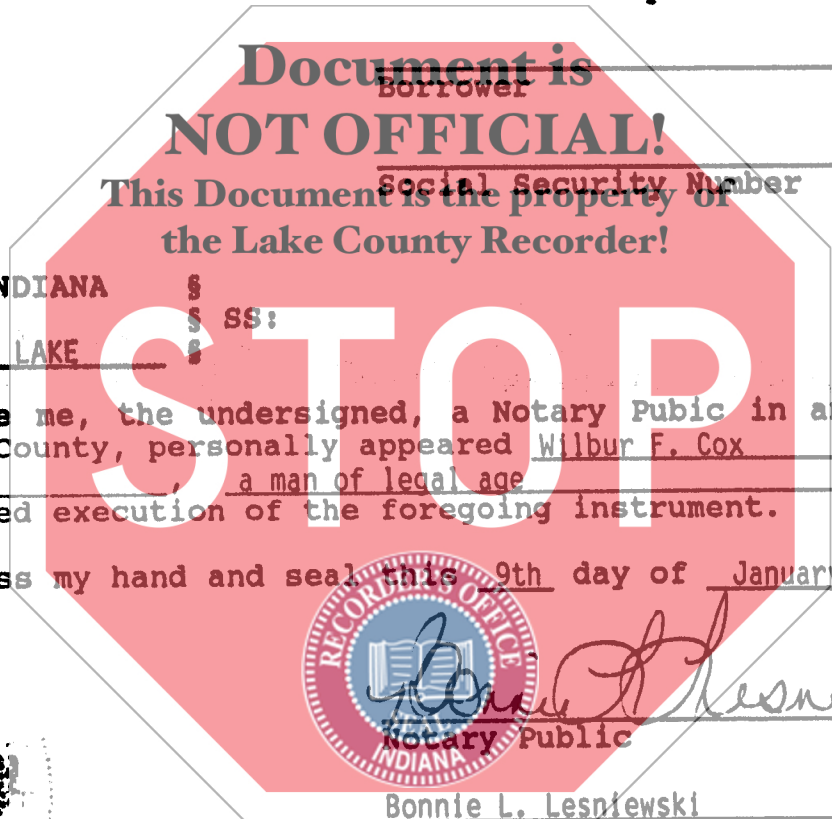 Document is
Borrower
NOT OFFICIAL!
Social Security Number
This Document is the property of
the Lake County Recorder!
NDIANA §
§ SS:
LAKE §
STOP
e me, the undersigned, a Notary Pubic in a
County, personally appeared Wilbur F. Cox
, a man of legal age
ed execution of the foregoing instrument.
ss my hand and seal this 9th day of January
RECORDER'S OFFICE
SEAL
INDIANA
Bonnie L Lesn
Notary Public
Bonnie L. Lesniewski